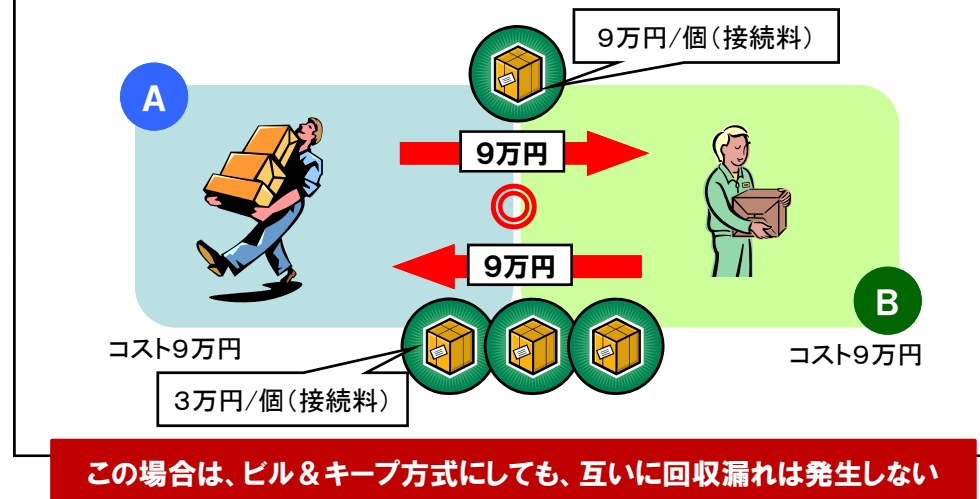 9万円/個(接続料)
A
9万円
9万円
B
コスト9万円
コスト9万円
3万円/個(接続料)
この場合は、ビル&キープ方式にしても、互いに回収漏れは発生しない